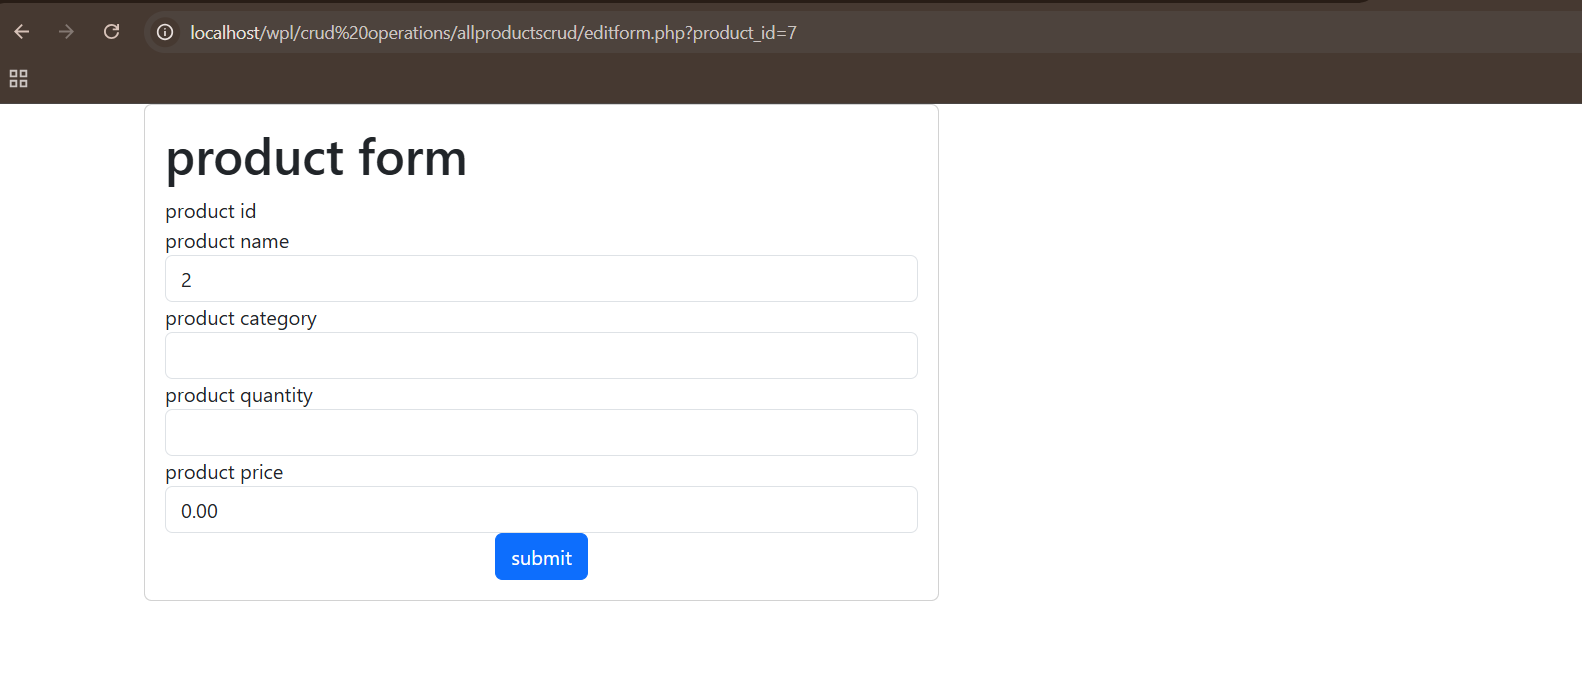 localhost/wpl/crud%20operations/allproductscrud/editform.php?product_id=7
product form
product id
product name
2
product category
product quantity
product price
0.00
submit